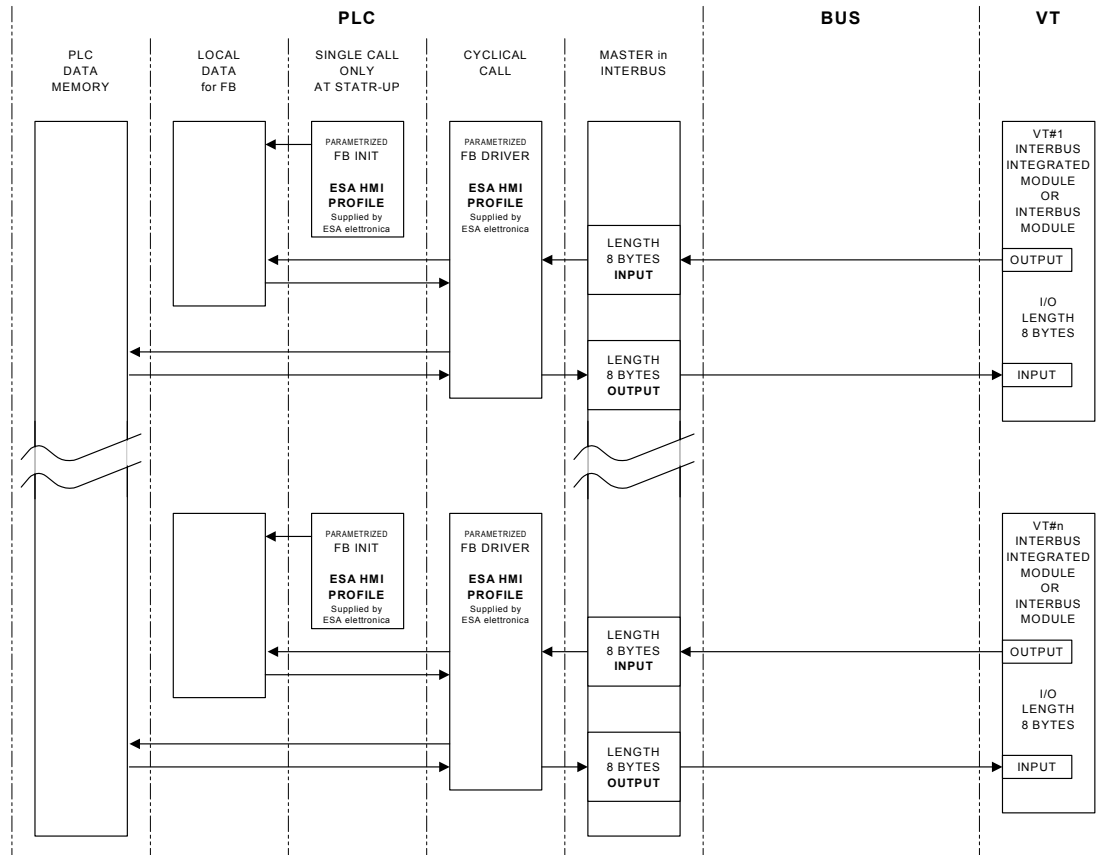 PLC
BUS
VT
PLC
DATA
MEMORY
LOCAL
DATA
for FB
SINGLE CALL
ONLY
AT STATR-UP
CYCLICAL
CALL
MASTER in
INTERBUS
PARAMETRIZED
FB INIT
ESA HMI
PROFILE
Supplied by
ESA elettronica
PARAMETRIZED
FB DRIVER
ESA HMI
PROFILE
Supplied by
ESA elettronica
LENGTH
8 BYTES
INPUT
LENGTH
8 BYTES
OUTPUT
VT#1
INTERBUS
INTEGRATED
MODULE
OR
INTERBUS
MODULE
OUTPUT
I/O
LENGTH
8 BYTES
INPUT
PARAMETRIZED
FB INIT
ESA HMI
PROFILE
Supplied by
ESA elettronica
PARAMETRIZED
FB DRIVER
ESA HMI
PROFILE
Supplied by
ESA elettronica
LENGTH
8 BYTES
INPUT
LENGTH
8 BYTES
OUTPUT
VT#n
INTERBUS
INTEGRATED
MODULE
OR
INTERBUS
MODULE
OUTPUT
I/O
LENGTH
8 BYTES
INPUT